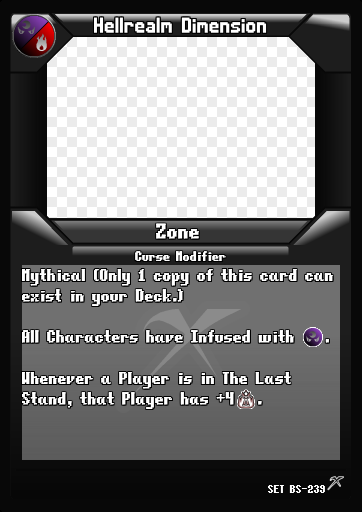 Hellrealm Dimension
Zone
Curse Modifier
Mythical (Only 1 copy of this card can
exist in your Deck.)
All Characters have Infused with .
Whenever a Player is in The Last
Stand, that Player has +4.
SET BS-239